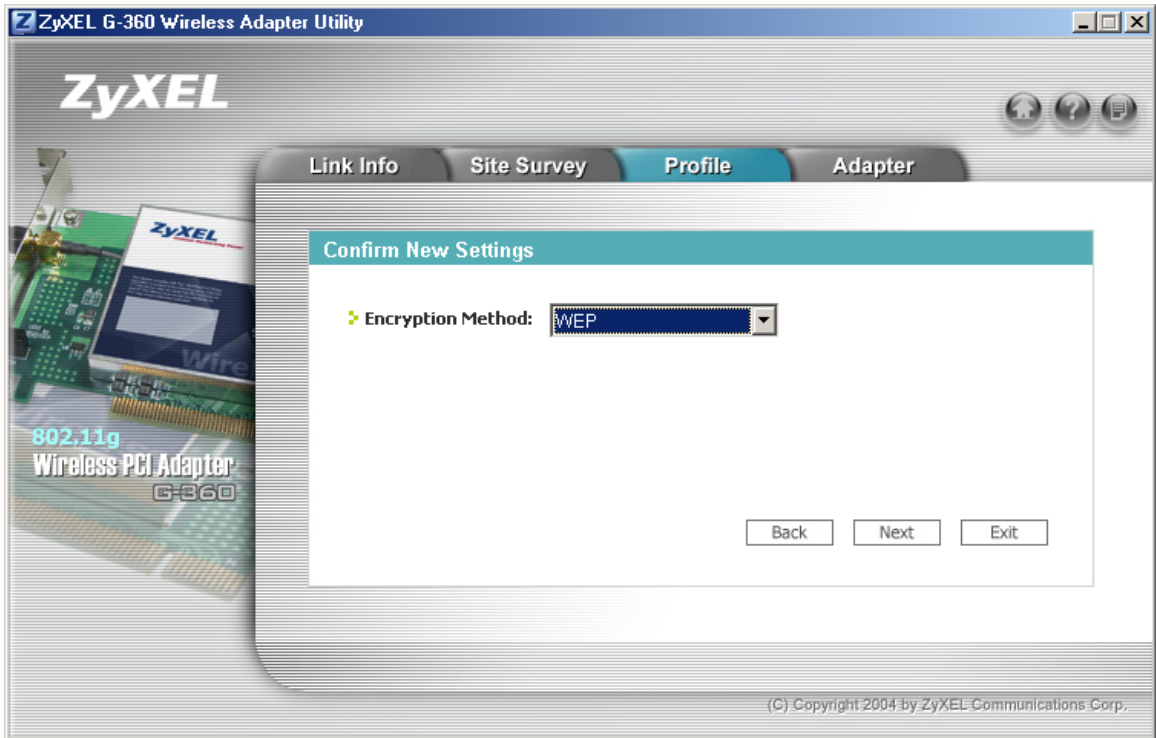 ZyXEL G-360 Wireless Adapter Utility
ZyXEL
Link Info
Site Survey
Profile
Adapter
ZyXEL
Wire
Confirm New Settings
Encryption Method:
WEP
802.11g
Wireless PCI Adapter
G-360
Back
Next
Exit
(C) Copyright 2004 by ZyXEL Communications Corp.